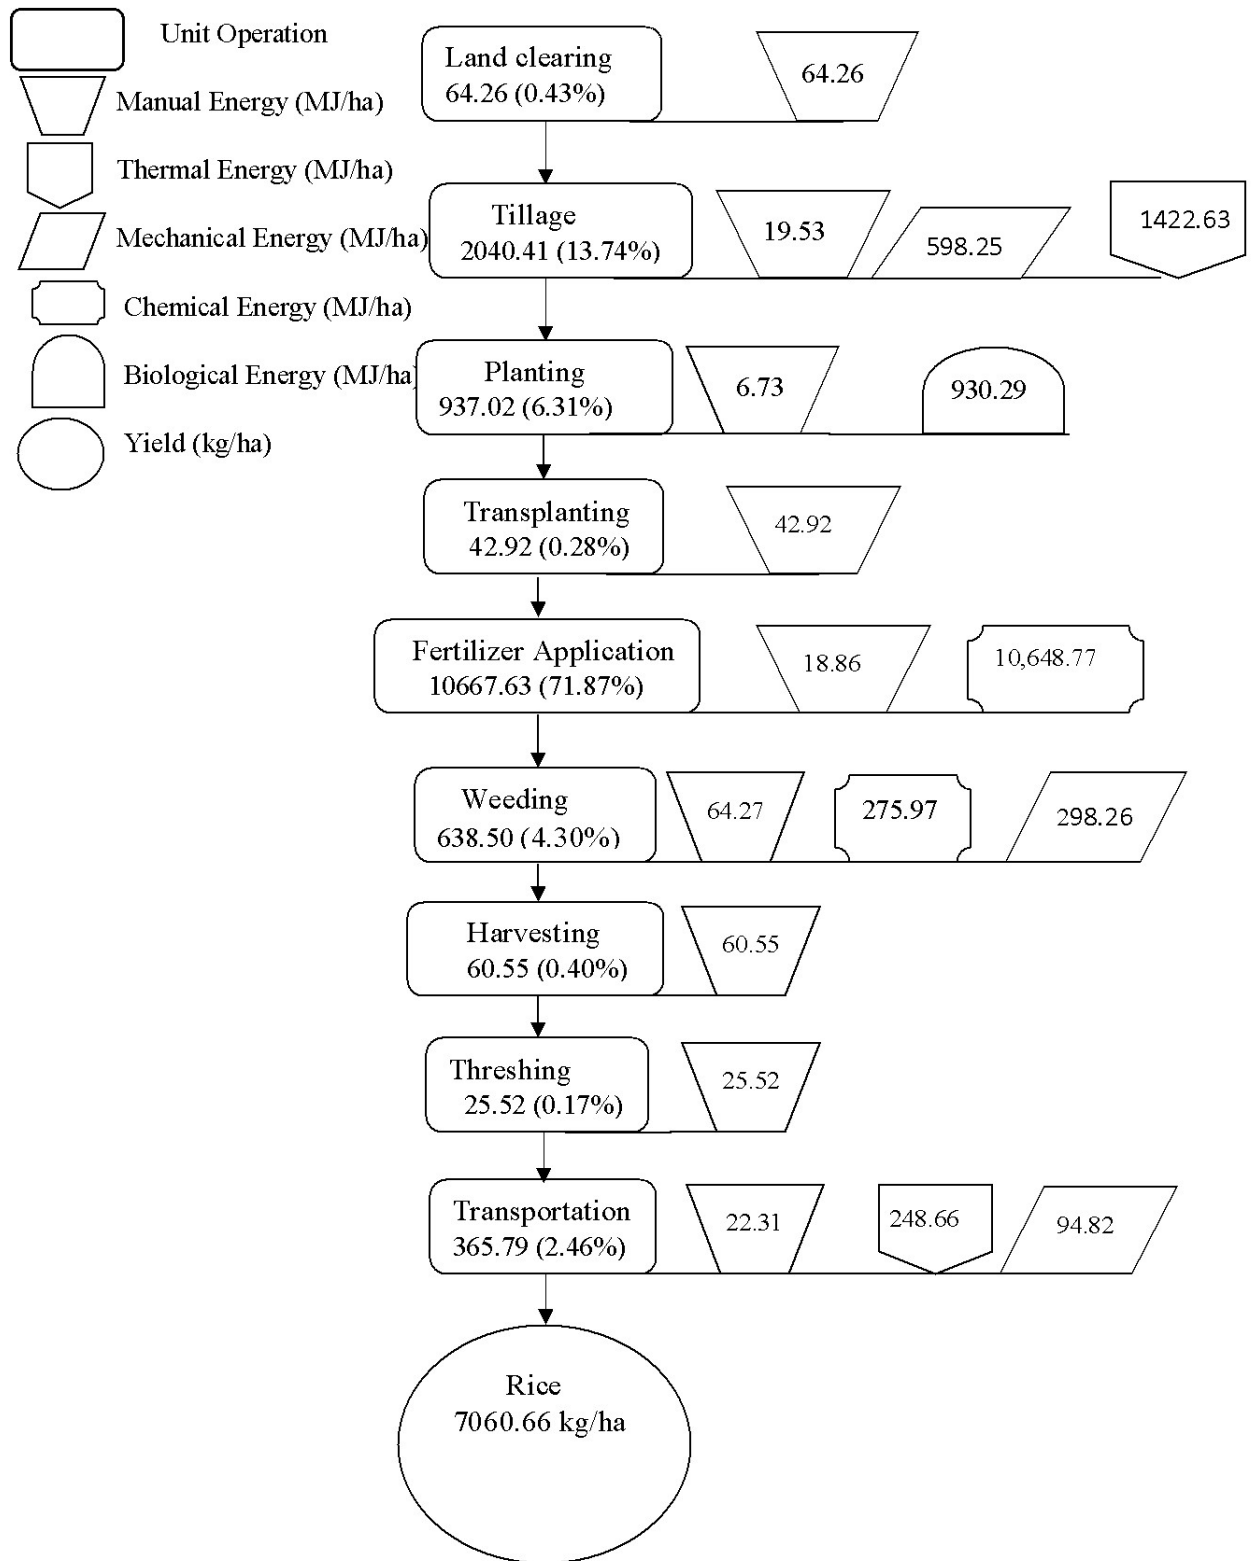 Unit Operation
Manual Energy (MJ/ha)
Thermal Energy (MJ/ha)
Mechanical Energy (MJ/ha)
Chemical Energy (MJ/ha)
Biological Energy (MJ/ha)
Yield (kg/ha)
Land clearing
64.26 (0.43%)
64.26
Tillage
2040.41 (13.74%)
19.53
598.25
1422.63
Planting
937.02 (6.31%)
6.73
930.29
Transplanting
42.92 (0.28%)
42.92
Fertilizer Application
10667.63 (71.87%)
18.86
10,648.77
Weeding
638.50 (4.30%)
64.27
275.97
298.26
Harvesting
60.55 (0.40%)
60.55
Threshing
25.52 (0.17%)
25.52
Transportation
365.79 (2.46%)
22.31
248.66
94.82
Rice
7060.66 kg/ha